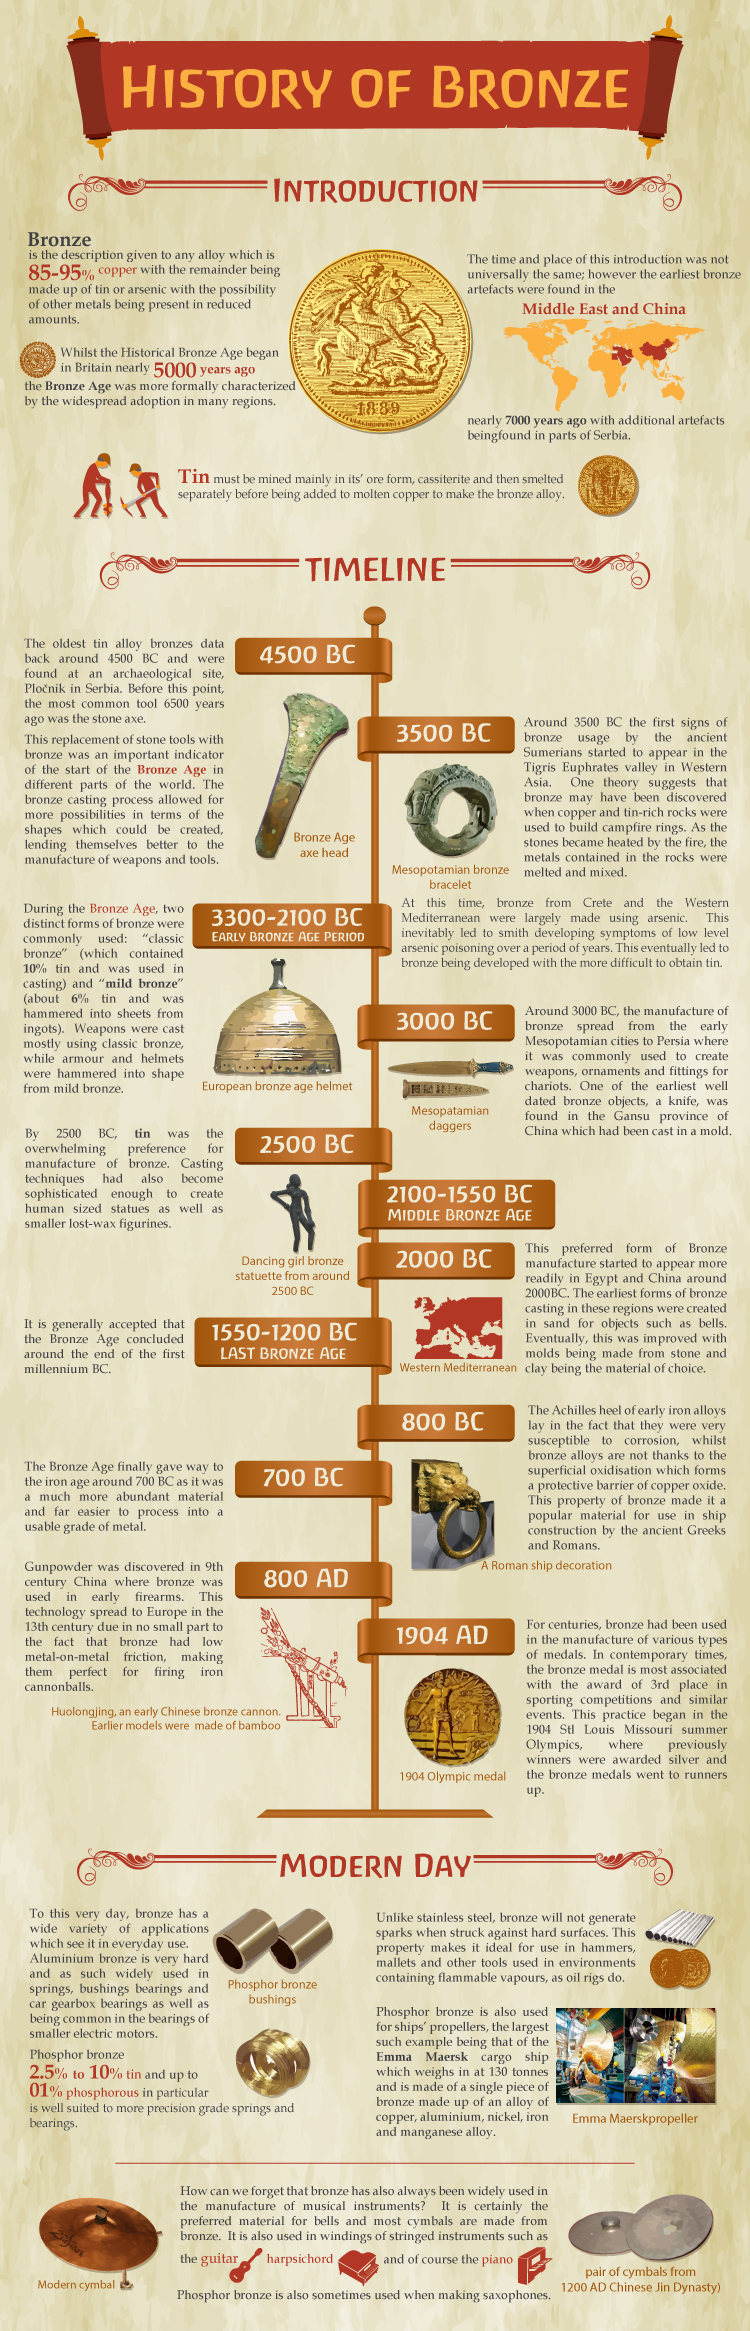 HISTORY OF BRONZE
INTRODUCTION
Bronze
is the description given to any alloy which is
85-95% copper with the remainder being
made up of tin or arsenic with the possibility
of other metals being present in reduced
amounts.
Whilst the Historical Bronze Age began
in Britain nearly 5000 years ago
the Bronze Age was more formally characterized
by the widespread adoption in many regions.
1889
The time and place of this introduction was not
universally the same; however the earliest bronze
artefacts were found in the
Middle East and China
nearly 7000 years ago with additional artefacts
beingfound in parts of Serbia.
Tin must be mined mainly in its' ore form, cassiterite and then smelted
separately before being added to molten copper to make the bronze alloy.
TIMELINE
4500 BC
The oldest tin alloy bronzes data
back around 4500 BC and were
found at an archaeological site,
Pločnik in Serbia. Before this point,
the most common tool 6500 years
ago was the stone axe.
This replacement of stone tools with
bronze was an important indicator
of the start of the Bronze Age in
different parts of the world. The
bronze casting process allowed for
more possibilities in terms of the
shapes which could be created,
lending themselves better to the
manufacture of weapons and tools.
Bronze Age
axe head
3500 BC
Around 3500 BC the first signs of
bronze usage by the ancient
Sumerians started to appear in the
Tigris Euphrates valley in Western
Asia. One theory suggests that
bronze may have been discovered
when copper and tin-rich rocks were
used to build campfire rings. As the
stones became heated by the fire, the
metals contained in the rocks were
melted and mixed.
Mesopotamian bronze
bracelet
At this time, bronze from Crete and the Western
Mediterranean were largely made using arsenic. This
inevitably led to smith developing symptoms of low level
arsenic poisoning over a period of years. This eventually led to
bronze being developed with the more difficult to obtain tin.
3300-2100 BC
EARLY BRONZE AGE PERIOD
During the Bronze Age, two
distinct forms of bronze were
commonly used: "classic
bronze" (which contained
10% tin and was used in
casting) and "mild bronze"
(about 6% tin and was
hammered into sheets from
ingots). Weapons were cast
mostly using classic bronze,
while armour and helmets
were hammered into shape
from mild bronze.
European bronze age helmet
3000 BC
Around 3000 BC, the manufacture of
bronze spread from the early
Mesopotamian cities to Persia where
it was commonly used to create
weapons, ornaments and fittings for
chariots. One of the earliest well
dated bronze objects, a knife, was
found in the Gansu province of
China which had been cast in a mold.
Mesopatamian
daggers
2500 BC
By 2500 BC, tin was the
overwhelming preference for
manufacture of bronze. Casting
techniques had also become
sophisticated enough to create
human sized statues as well as
smaller lost-wax figurines.
Dancing girl bronze
statuette from around
2500 BC
2100-1550 BC
MIDDLE BRONZE AGE
2000 BC
This preferred form of Bronze
manufacture started to appear more
readily in Egypt and China around
2000BC. The earliest forms of bronze
casting in these regions were created
in sand for objects such as bells.
Eventually, this was improved with
molds being made from stone and
clay being the material of choice.
Western Mediterranean
1550-1200 BC
LAST BRONZE AGE
It is generally accepted that
the Bronze Age concluded
around the end of the first
millennium BC.
800 BC
The Achilles heel of early iron alloys
lay in the fact that they were very
susceptible to corrosion, whilst
bronze alloys are not thanks to the
superficial oxidisation which forms
a protective barrier of copper oxide.
This property of bronze made it a
popular material for use in ship
construction by the ancient Greeks
and Romans.
A Roman ship decoration
700 BC
The Bronze Age finally gave way to
the iron age around 700 BC as it was
a much more abundant material
and far easier to process into a
usable grade of metal.
800 AD
Gunpowder was discovered in 9th
century China where bronze was
used in early firearms. This
technology spread to Europe in the
13th century due in no small part to
the fact that bronze had low
metal-on-metal friction, making
them perfect for firing iron
cannonballs.
Huolongjing, an early Chinese bronze cannon.
Earlier models were made of bamboo
1904 AD
For centuries, bronze had been used
in the manufacture of various types
of medals. In contemporary times,
the bronze medal is most associated
with the award of 3rd place in
sporting competitions and similar
events. This practice began in the
1904 Stl Louis Missouri summer
Olympics, where previously
winners were awarded silver and
the bronze medals went to runners
up.
1904 Olympic medal
MODERN DAY
To this very day, bronze has a
wide variety of applications
which see it in everyday use.
Aluminium bronze is very hard
and as such widely used in
springs, bushings bearings and
car gearbox bearings as well as
being common in the bearings of
smaller electric motors.
Phosphor bronze
bushings
Phosphor bronze
2.5% to 10% tin and up to
01% phosphorous in particular
is well suited to more precision grade springs and
bearings.
Unlike stainless steel, bronze will not generate
sparks when struck against hard surfaces. This
property makes it ideal for use in hammers,
mallets and other tools used in environments
containing flammable vapours, as oil rigs do.
Phosphor bronze is also used
for ships' propellers, the largest
such example being that of the
Emma Maersk cargo ship
which weighs in at 130 tonnes
and is made of a single piece of
bronze made up of an alloy of
copper, aluminium, nickel, iron
and manganese alloy.
Emma Maerskpropeller
How can we forget that bronze has also always been widely used in
the manufacture of musical instruments? It is certainly the
preferred material for bells and most cymbals are made from
bronze. It is also used in windings of stringed instruments such as
the guitar harpsichord and of course the piano
Phosphor bronze is also sometimes used when making saxophones.
Modern cymbal
pair of cymbals from
1200 AD Chinese Jin Dynasty)